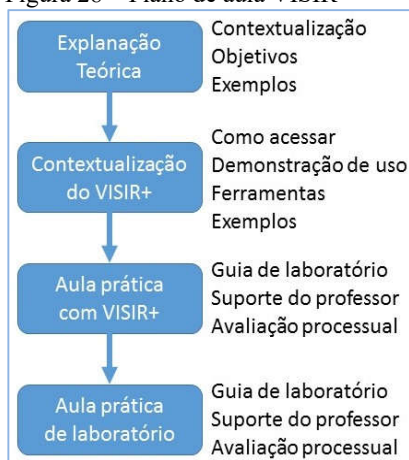 Figura 26 – Plano de aula VISIR
Explanação
Teórica
Contextualização
Objetivos
Exemplos
Contextualização
do VISIR+
Como acessar
Demonstração de uso
Ferramentas
Exemplos
Aula prática
com VISIR+
Guia de laboratório
Suporte do professor
Avaliação processual
Aula prática
de laboratório
Guia de laboratório
Suporte do professor
Avaliação processual